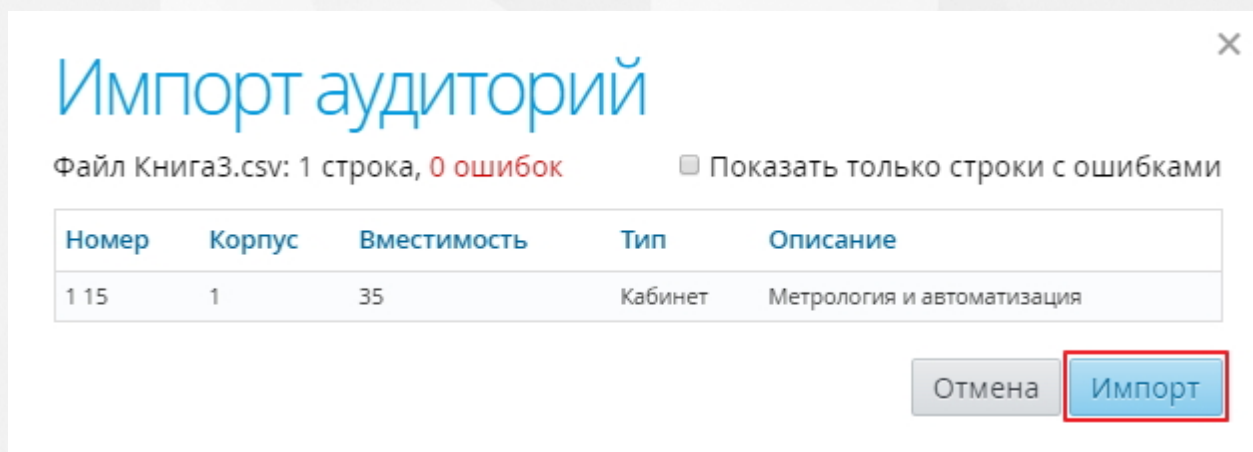 Импорт аудиторий
Файл Книга3.csv: 1 строка, 0 ошибок Показать только строки с ошибками
Номер Корпус Вместимость Тип Описание
1 15 1 35 Кабинет Метрология и автоматизация
Отмена Импорт